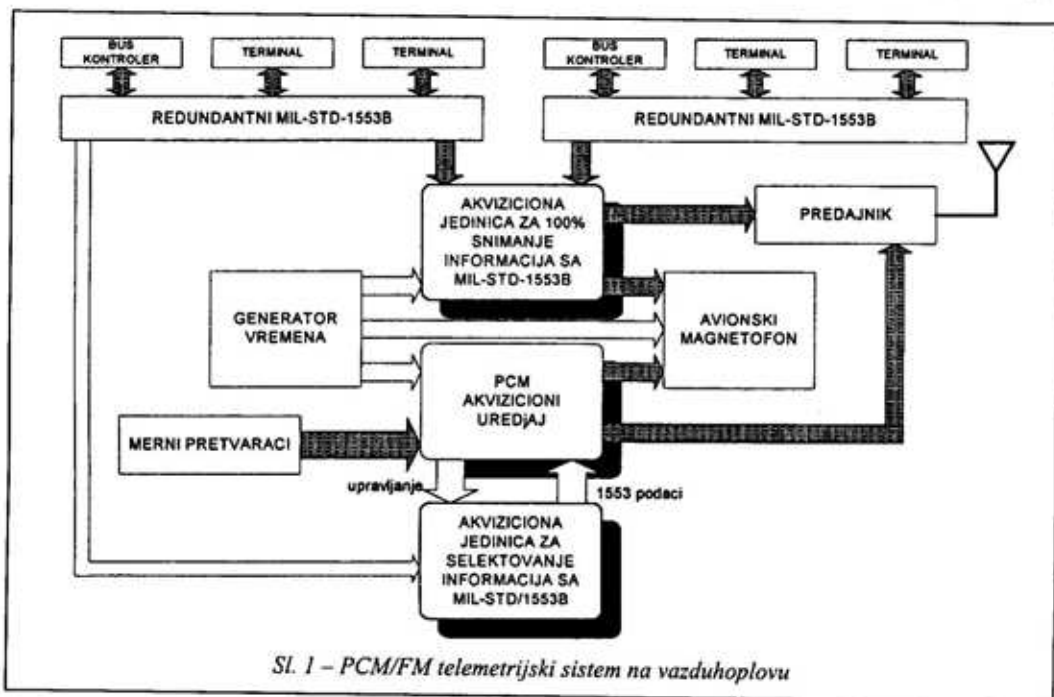 BUS
KONTROLER
TERMINAL
TERMINAL
BUS
KONTROLER
TERMINAL
TERMINAL
REDUNDANTNI MIL-STD-1553B
REDUNDANTNI MIL-STD-1553B
AKVIZICIONA
JEDINICA ZA 100%
SNIMANJE
INFORMACIJA SA
MIL-STD-1553B
PREDAJNIK
GENERATOR
VREMENA
AVIONSKI
MAGNETOFON
PCM
AKVIZICIONI
UREDjAJ
MERNI PRETVARACI
upravljanje
1553 podaci
AKVIZICIONA
JEDINICA ZA
SELEKTOVANJE
INFORMACIJA SA
MIL-STD/1553B
Sl. 1 – PCM/FM telemetrijski sistem na vazduhoplovu